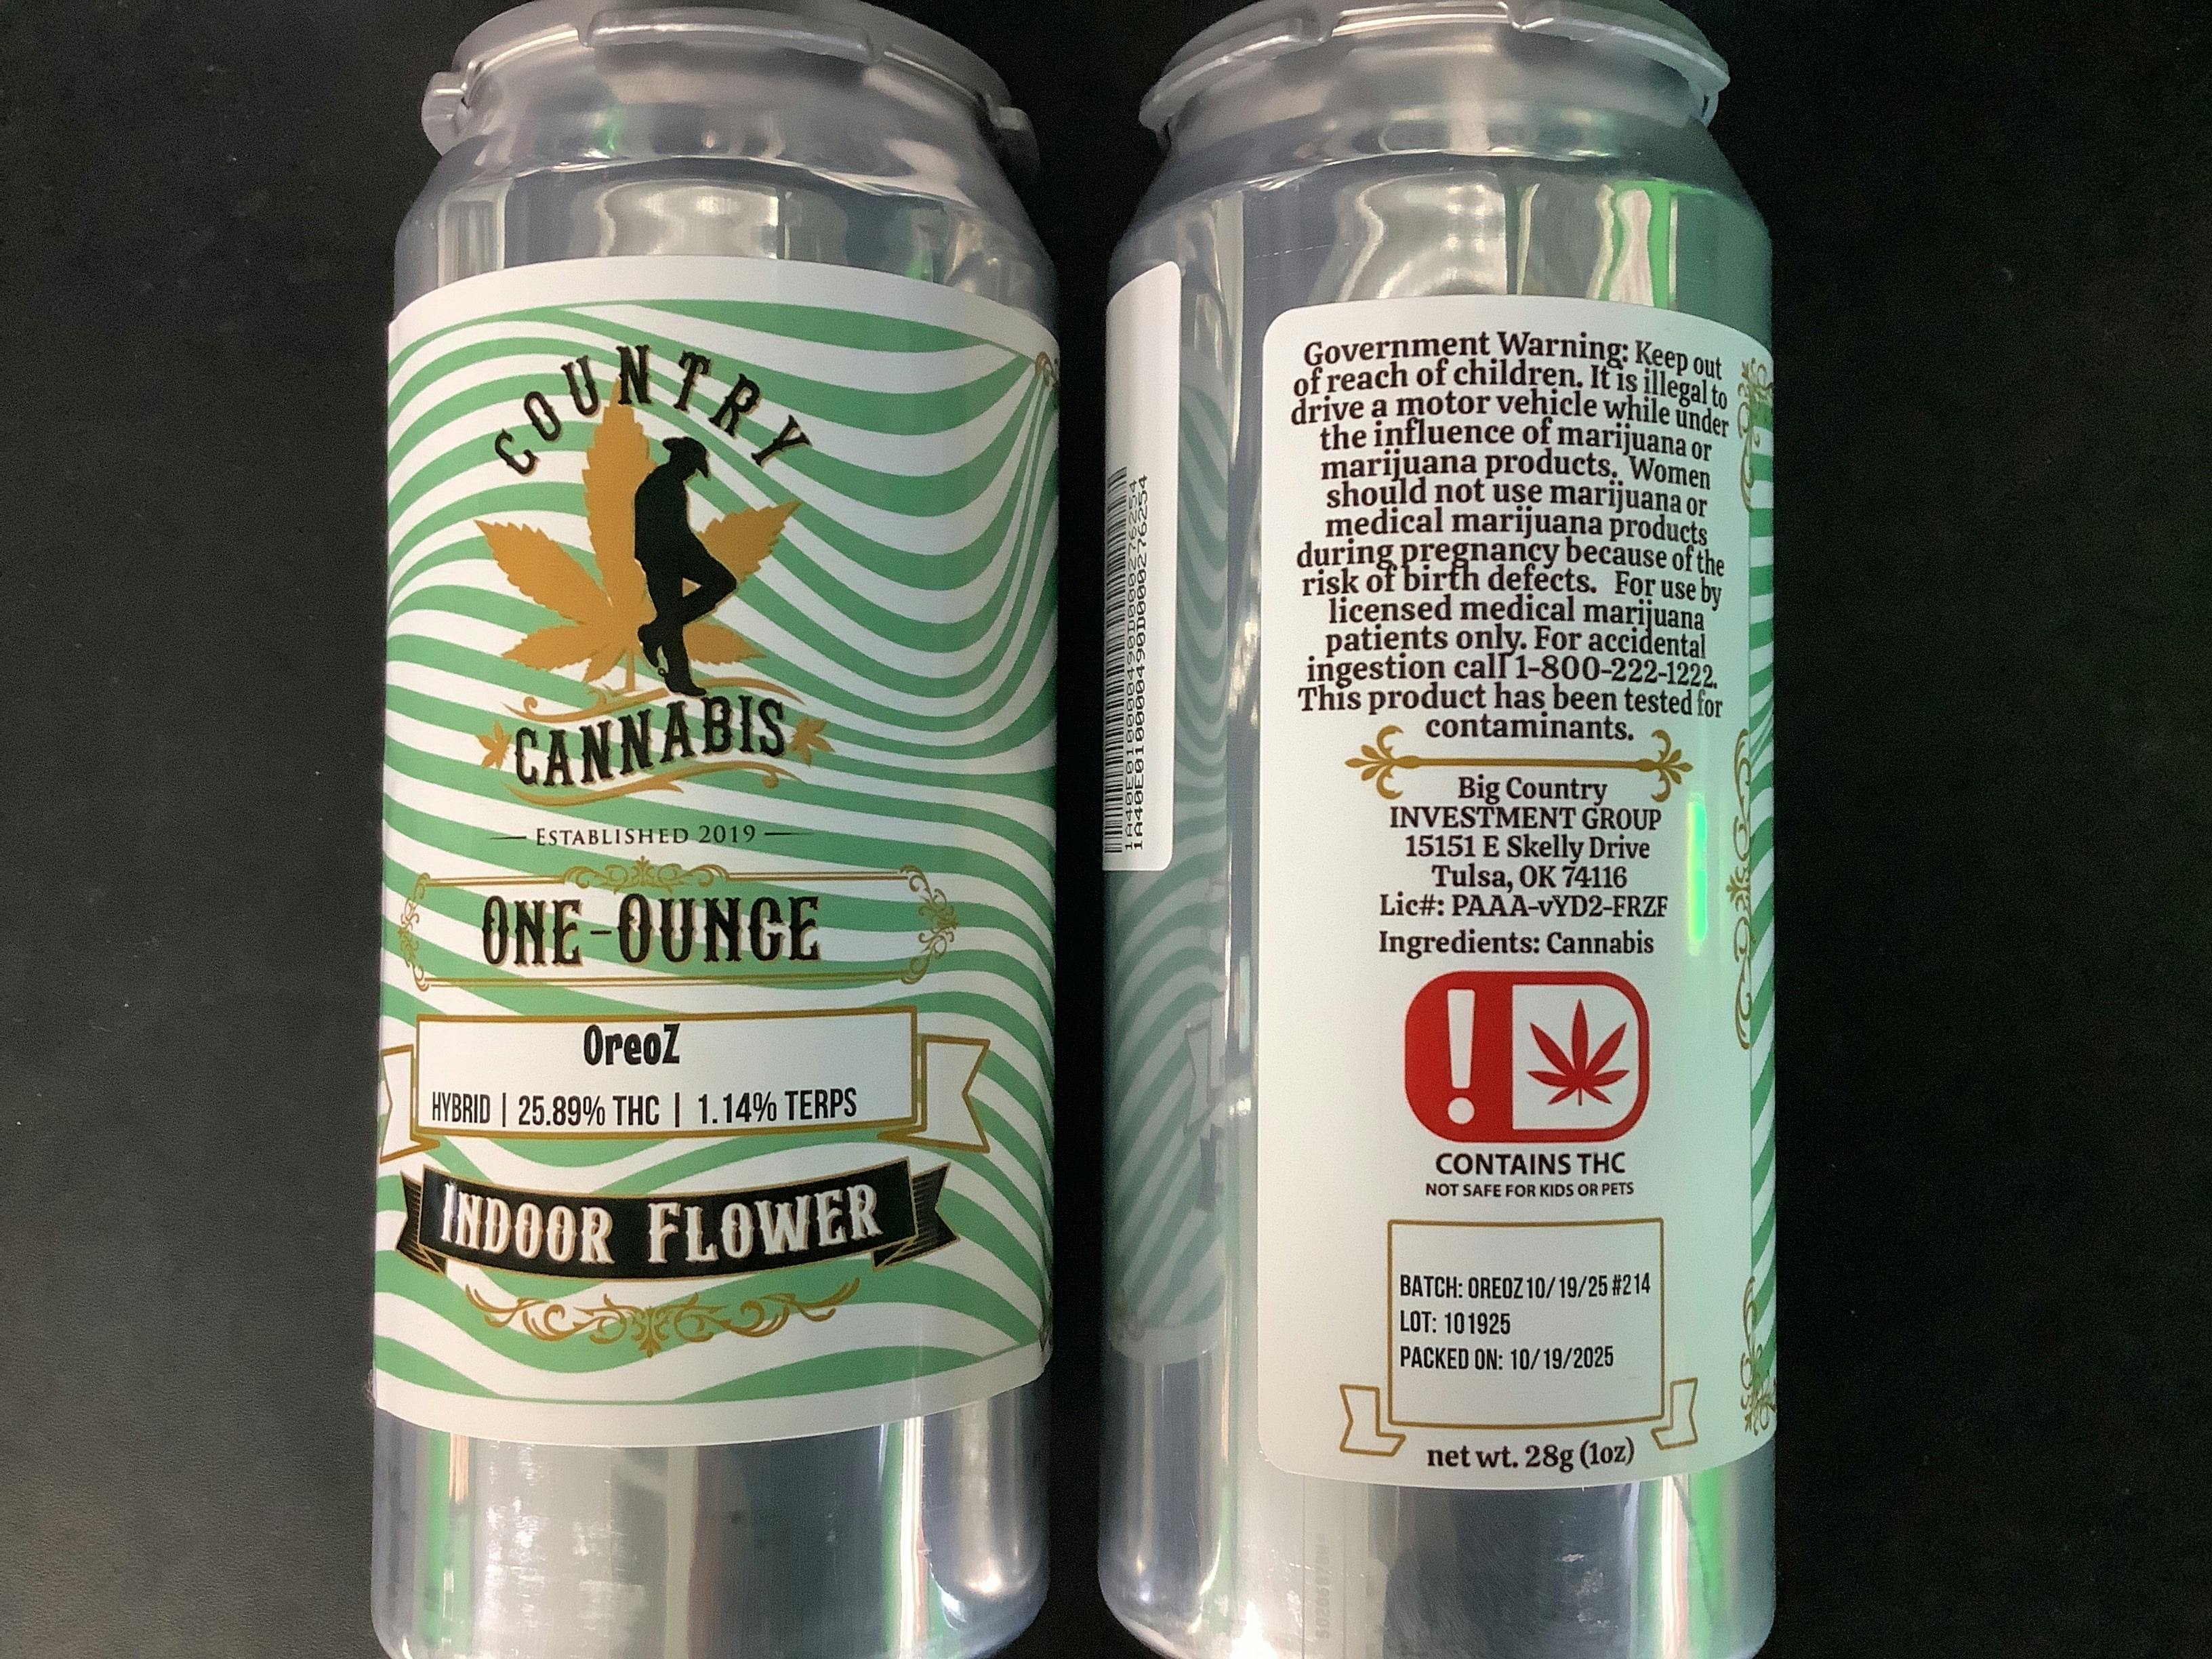 COUNTRY
CANNABIS
ESTABLISHED 2019
ONE-OUNCE
OreoZ
HYBRID | 25.89% THC | 1.14% TERPS
INDOOR FLOWER
1A40E0100000490D000276254
1A40E0100000490D000276254
Government Warning: Keep out
of reach of children. It is illegal to
drive a motor vehicle while under
the influence of marijuana or
marijuana products. Women
should not use marijuana or
medical marijuana products
during pregnancy because of the
risk of birth defects. For use by
licensed medical marijuana
patients only. For accidental
ingestion call 1-800-222-1222.
This product has been tested for
contaminants.
Big Country
INVESTMENT GROUP
15151 E Skelly Drive
Tulsa, OK 74116
Lic#: PAAA-vYD2-FRZF
Ingredients: Cannabis
CONTAINS THC
NOT SAFE FOR KIDS OR PETS
BATCH: OREOZ10/19/25 #214
LOT: 101925
PACKED ON: 10/19/2025
net wt. 28g (1oz)